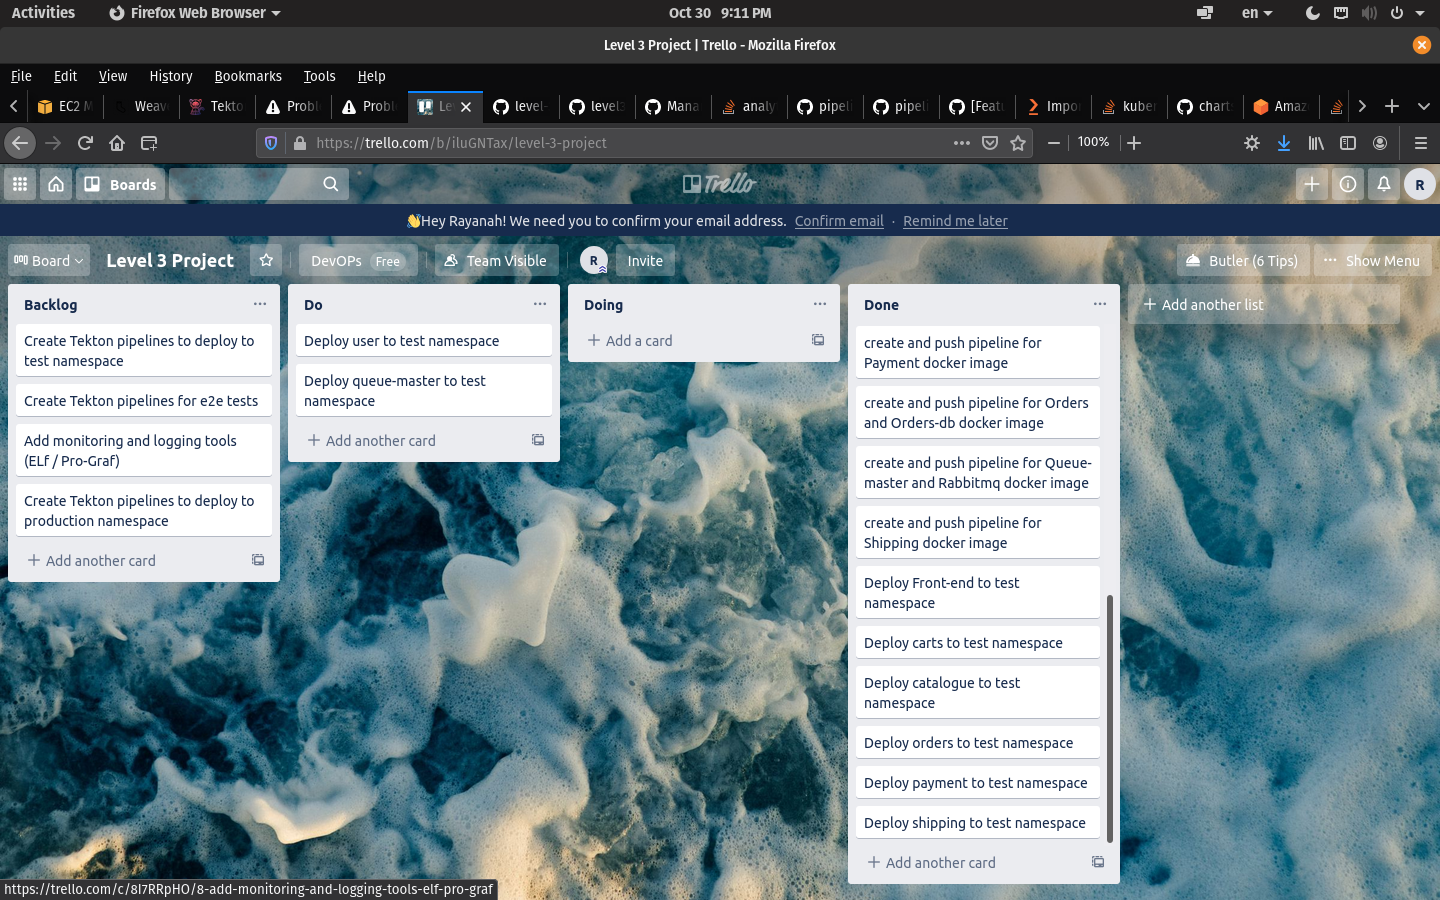 Activities
Firefox Web Browser
Oct 30 9:11 PM
en
Level 3 Project | Trello - Mozilla Firefox
File Edit View History Bookmarks Tools Help
EC2 M
Weav
Tekto
Probl
Probl
Le
level-
level3
Mana
analy
pipeli
pipeli
[Featu
Impor
kuber
chart
Amaz
https://trello.com/b/iluGNTax/level-3-project
100%
Boards
Trello
R
👋Hey Rayanah! We need you to confirm your email address. Confirm email · Remind me later
Board
Level 3 Project
DevOPs Free
Team Visible
R
Invite
Butler (6 Tips)
Show Menu
Backlog
Create Tekton pipelines to deploy to
test namespace
Create Tekton pipelines for e2e tests
Add monitoring and logging tools
(ELf / Pro-Graf)
Create Tekton pipelines to deploy to
production namespace
Add another card
Do
Deploy user to test namespace
Deploy queue-master to test
namespace
Add another card
Doing
Add a card
Done
create and push pipeline for
Payment docker image
create and push pipeline for Orders
and Orders-db docker image
create and push pipeline for Queue-
master and Rabbitmq docker image
create and push pipeline for
Shipping docker image
Deploy Front-end to test
namespace
Deploy carts to test namespace
Deploy catalogue to test
namespace
Deploy orders to test namespace
Deploy payment to test namespace
Deploy shipping to test namespace
Add another card
Add another list
https://trello.com/c/8I7RRpHO/8-add-monitoring-and-logging-tools-elf-pro-graf